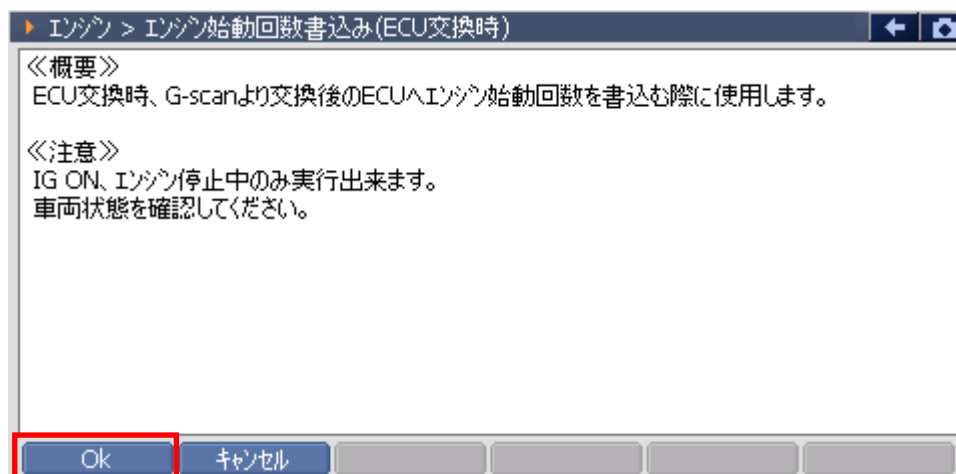 エンジン > エンジン始動回数書込み(ECU交換時)
≪概要≫
ECU交換時、G-scanより交換後のECUへエンジン始動回数を書込む際に使用します。
≪注意≫
IG ON、エンジン停止中のみ実行出来ます。
車両状態を確認してください。
Ok
キャンセル